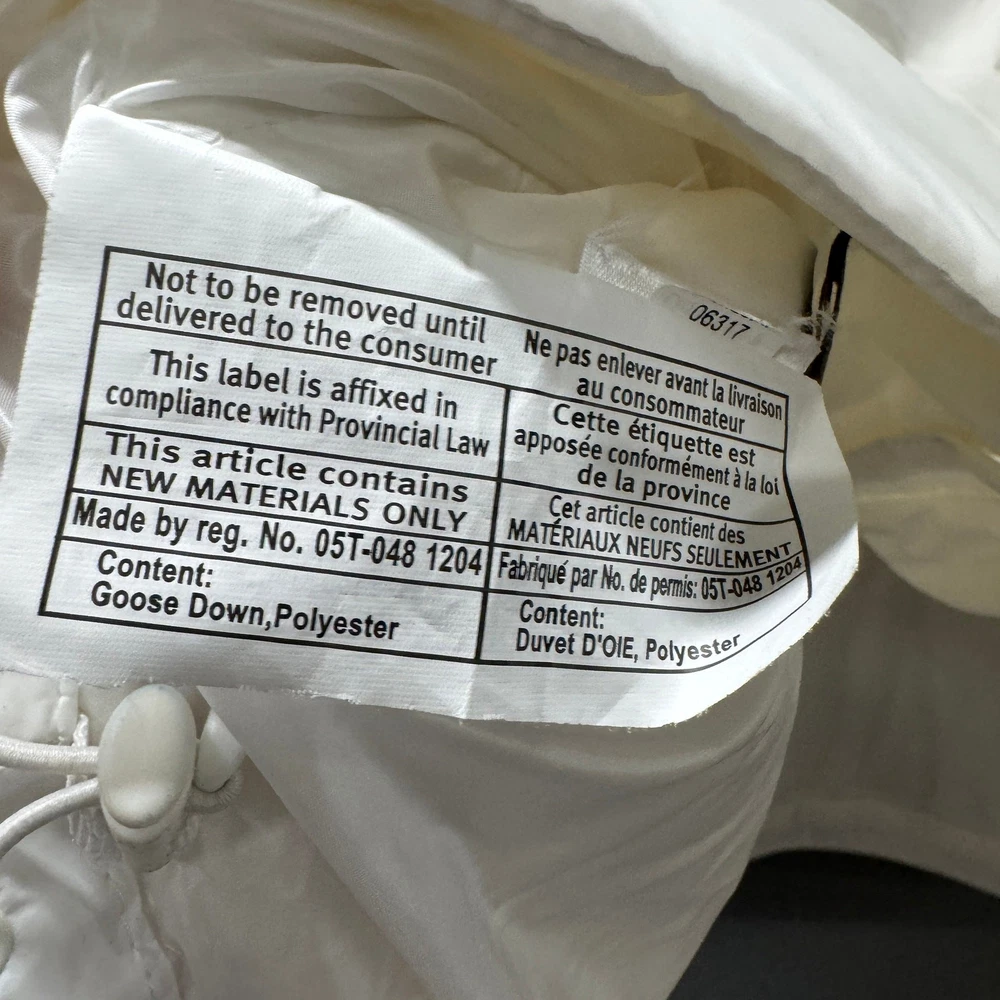 06317
Not to be removed until
delivered to the consumer
Ne pas enlever avant la livraison
au consommateur
This label is affixed in
compliance with Provincial Law
Cette étiquette est
apposée conformément à la loi
de la province
This article contains
NEW MATERIALS ONLY
Cet article contient des
MATÉRIAUX NEUFS SEULEMENT
Made by reg. No. 05T-048 1204
Fabriqué par No. de permis: 05T-048 1204
Content:
Goose Down,Polyester
Content:
Duvet D'OIE, Polyester